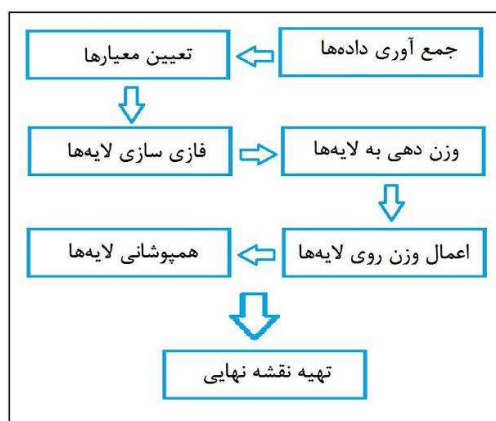 جمع آوری داده‌ها
تعیین معیارها
فازی سازی لایه‌ها
وزن دهی به لایه‌ها
اعمال وزن روی لایه‌ها
همپوشانی لایه‌ها
تهیه نقشه نهایی